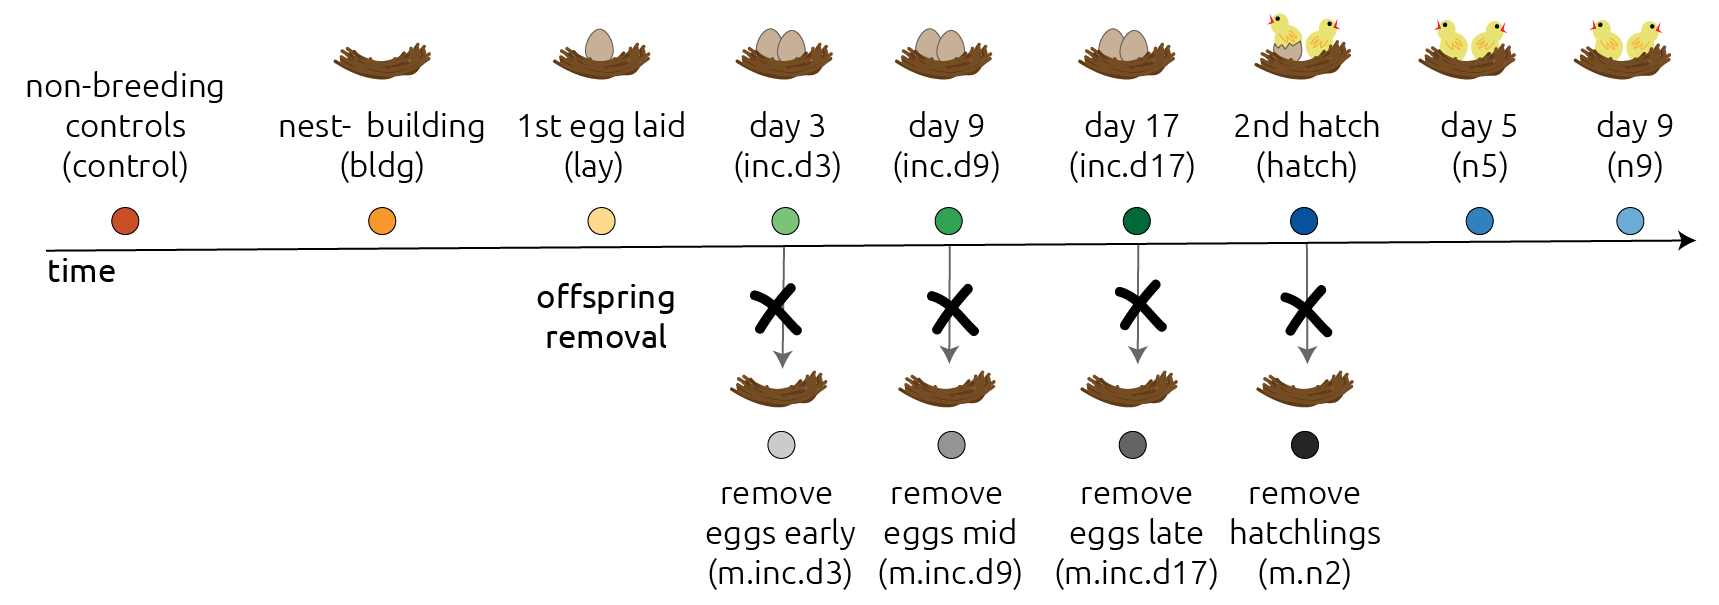 non-breeding
controls
(control)
nest- building
(bldg)
1st egg laid
(lay)
day 3
(inc.d3)
day 9
(inc.d9)
day 17
(inc.d17)
2nd hatch
(hatch)
day 5
(n5)
day 9
(n9)
time
offspring
removal
remove
eggs early
(m.inc.d3)
remove
eggs mid
(m.inc.d9)
remove
eggs late
(m.inc.d17)
remove
hatchlings
(m.n2)